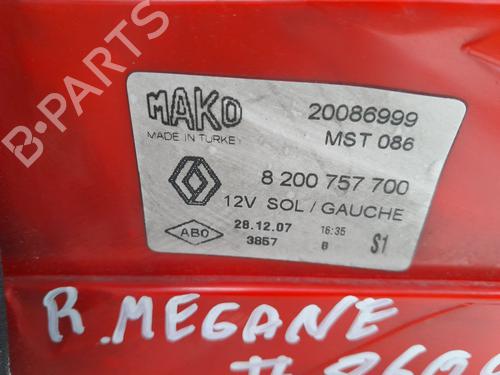 B-PARTS
MAKO
MADE IN TURKEY
20086999
MST 086
8 200 757 700
12V SOL / GAUCHE
ABO
28.12.07
16:35
3857
B
S1
R. MEGANE